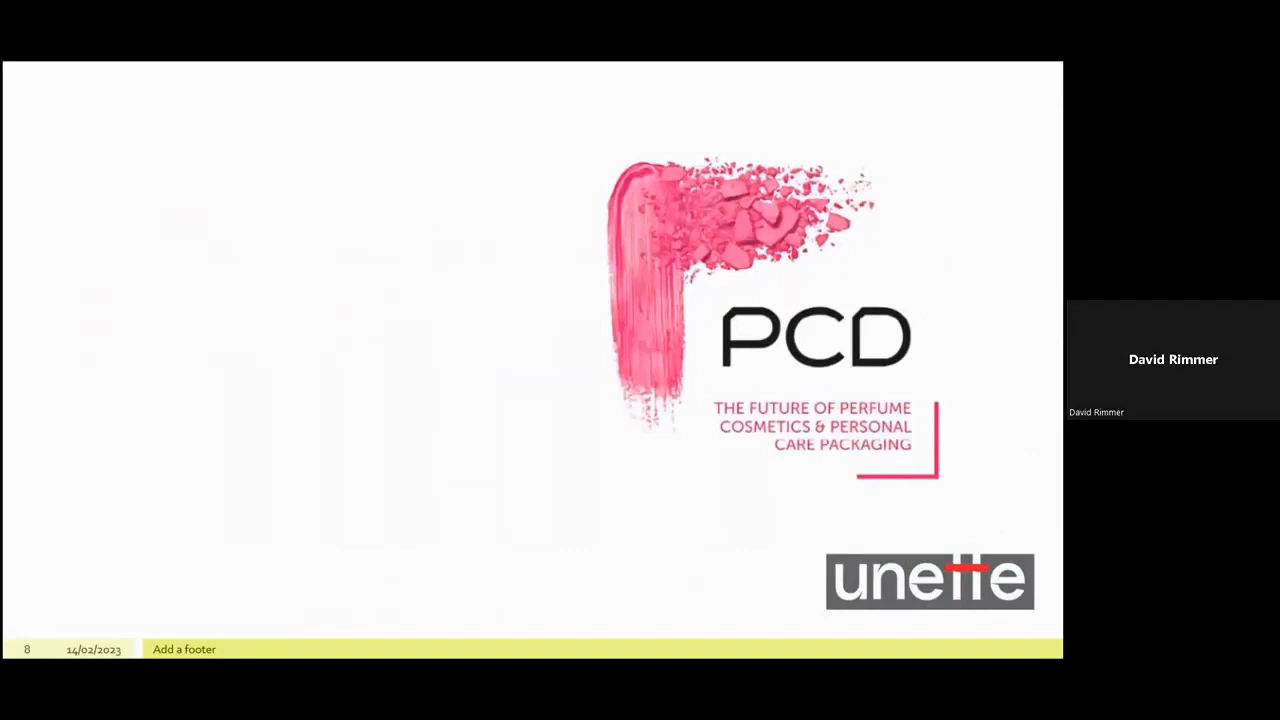 PCD
THE FUTURE OF PERFUME
COSMETICS & PERSONAL
CARE PACKAGING
unette
8
14/02/2023
Add a footer
David Rimmer
David Rimmer